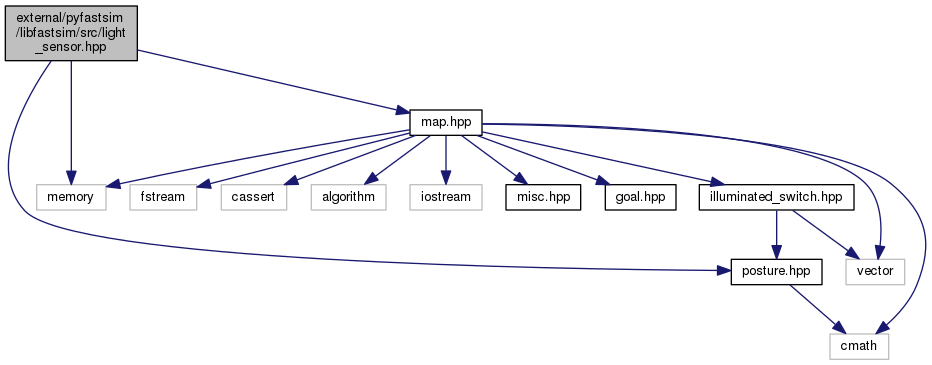 external/pyfastsim
/libfastsim/src/light
_sensor.hpp
map.hpp
memory
fstream
cassert
algorithm
iostream
misc.hpp
goal.hpp
illuminated_switch.hpp
posture.hpp
vector
cmath